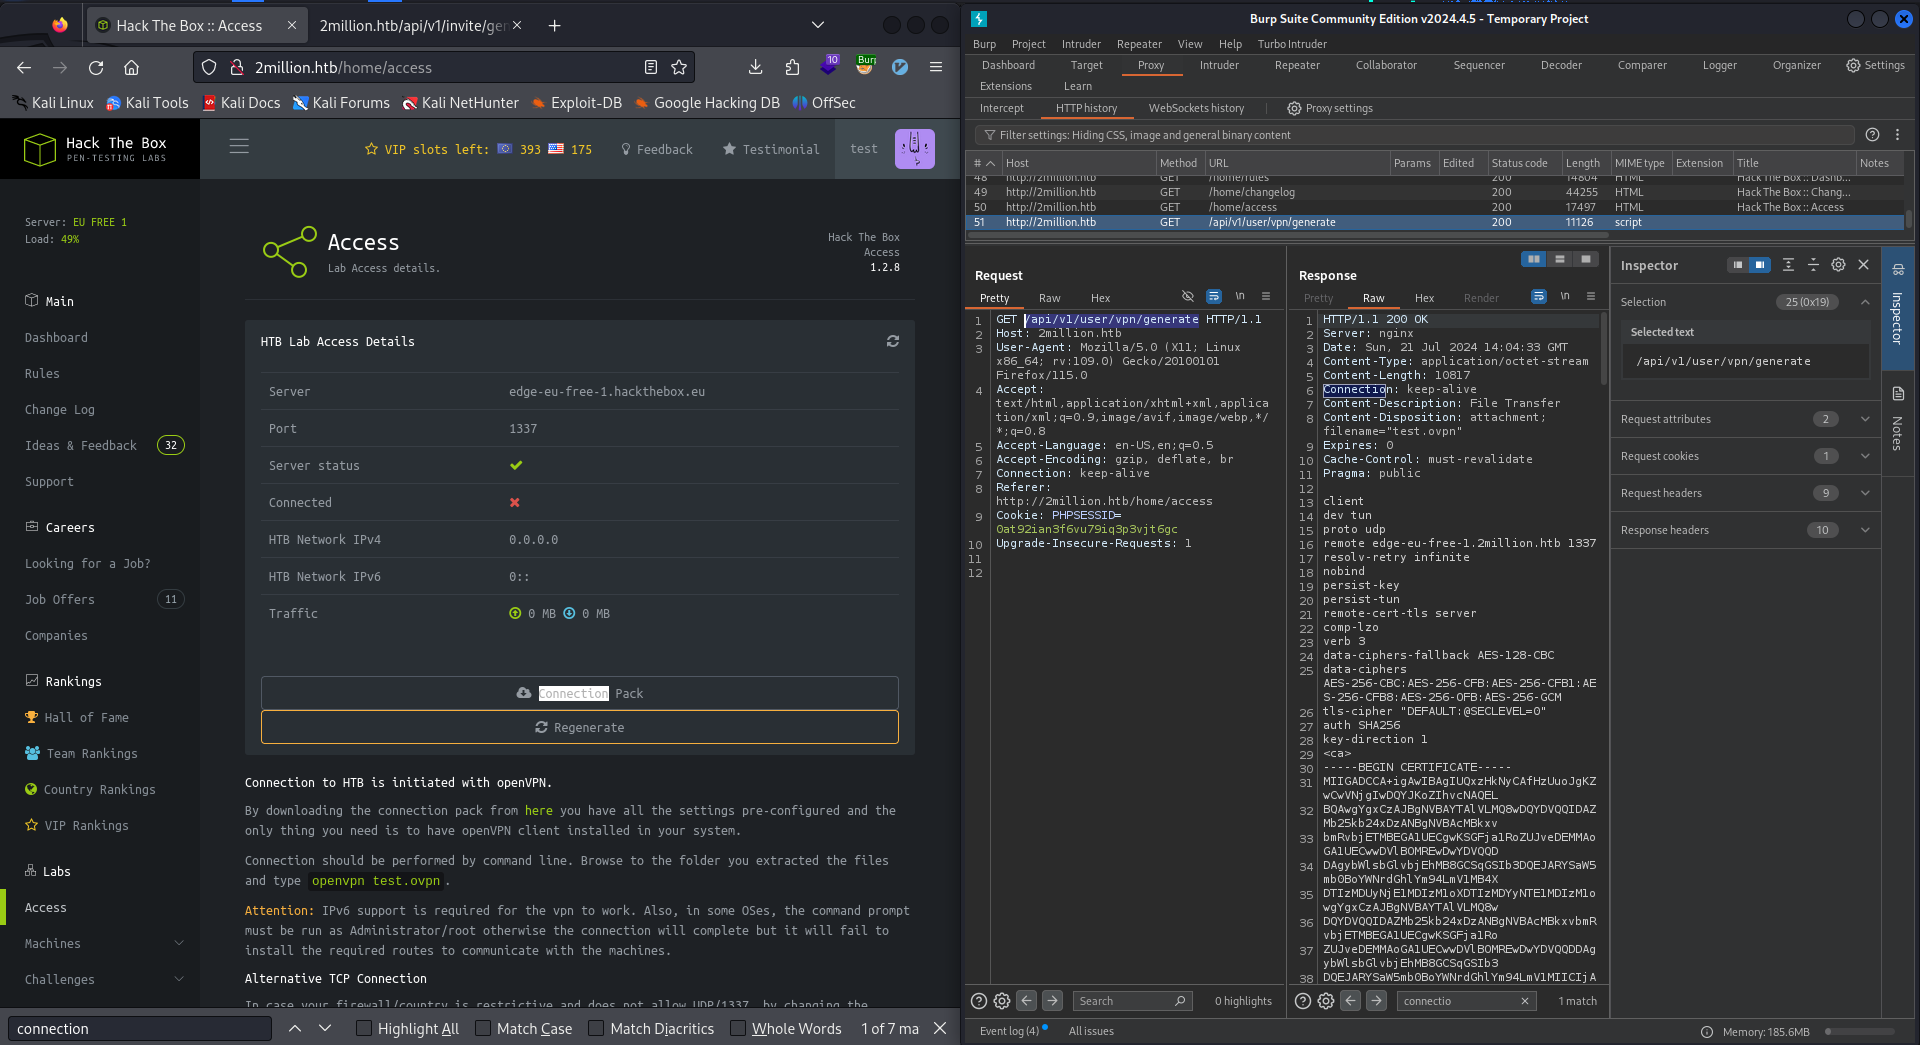 Hack The Box :: Access
2million.htb/api/v1/invite/ge
2million.htb/home/access
10
Burp
Kali Linux
Kali Tools
Kali Docs
Kali Forums
Kali NetHunter
Exploit-DB
Google Hacking DB
OffSec
Hack The Box
PEN-TESTING LABS
VIP slots left:
393
175
Feedback
Testimonial
test
Server: EU FREE 1
Load: 49%
Main
Dashboard
Rules
Change Log
Ideas & Feedback
32
Support
Careers
Looking for a Job?
Job Offers
11
Companies
Rankings
Hall of Fame
Team Rankings
Country Rankings
VIP Rankings
Labs
Access
Machines
Challenges
Access
Lab Access details.
Hack The Box
Access
1.2.8
HTB Lab Access Details
Server edge-eu-free-1.hackthebox.eu
Port 1337
Server status
Connected
HTB Network IPv4 0.0.0.0
HTB Network IPv6 0::
Traffic 0 MB 0 MB
Connection Pack
Regenerate
Connection to HTB is initiated with openVPN.
By downloading the connection pack from here you have all the settings pre-configured and the
only thing you need is to have openVPN client installed in your system.
Connection should be performed by command line. Browse to the folder you extracted the files
and type openvpn test.ovpn.
Attention: IPv6 support is required for the vpn to work. Also, in some OSes, the command prompt
must be run as Administrator/root otherwise the connection will complete but it will fail to
install the required routes to communicate with the machines.
Alternative TCP Connection
In case your firewall/country is restrictive and does not allow UDP/1337, by changing the
connection
Highlight All
Match Case
Match Diacritics
Whole Words
1 of 7 ma
Burp Suite Community Edition v2024.4.5 - Temporary Project
Burp Project Intruder Repeater View Help Turbo Intruder
Dashboard Target Proxy Intruder Repeater Collaborator Sequencer Decoder Comparer Logger Organizer Settings
Extensions Learn
Intercept HTTP history WebSockets history Proxy settings
Filter settings: Hiding CSS, image and general binary content
# Host Method URL Params Edited Status code Length MIME type Extension Title Notes
48 http://2million.htb GET /home/rules 200 14804 HTML Hack The Box :: Dashb...
49 http://2million.htb GET /home/changelog 200 44255 HTML Hack The Box :: Chang...
50 http://2million.htb GET /home/access 200 17497 HTML Hack The Box :: Access
51 http://2million.htb GET /api/v1/user/vpn/generate 200 11126 script
Request
Pretty Raw Hex
\n
1 GET /api/v1/user/vpn/generate HTTP/1.1
2 Host: 2million.htb
3 User-Agent: Mozilla/5.0 (X11; Linux
x86_64; rv:109.0) Gecko/20100101
Firefox/115.0
4 Accept:
text/html,application/xhtml+xml,applica
tion/xml;q=0.9,image/avif,image/webp,*/
*;q=0.8
5 Accept-Language: en-US,en;q=0.5
6 Accept-Encoding: gzip, deflate, br
7 Connection: keep-alive
8 Referer:
http://2million.htb/home/access
9 Cookie: PHPSESSID=
0at92ian3f6vu79iq3p3vjt6gc
10 Upgrade-Insecure-Requests: 1
11
12
Search
0 highlights
Response
Pretty Raw Hex Render
\n
1 HTTP/1.1 200 OK
2 Server: nginx
3 Date: Sun, 21 Jul 2024 14:04:33 GMT
4 Content-Type: application/octet-stream
5 Content-Length: 10817
6 Connection: keep-alive
7 Content-Description: File Transfer
8 Content-Disposition: attachment;
filename="test.ovpn"
9 Expires: 0
10 Cache-Control: must-revalidate
11 Pragma: public
12
13 client
14 dev tun
15 proto udp
16 remote edge-eu-free-1.2million.htb 1337
17 resolv-retry infinite
18 nobind
19 persist-key
20 persist-tun
21 remote-cert-tls server
22 comp-lzo
23 verb 3
24 data-ciphers-fallback AES-128-CBC
25 data-ciphers
AES-256-CBC:AES-256-CFB:AES-256-CFB1:AE
S-256-CFB8:AES-256-OFB:AES-256-GCM
26 tls-cipher "DEFAULT:@SECLEVEL=0"
27 auth SHA256
28 key-direction 1
29 <ca>
30 -----BEGIN CERTIFICATE-----
31
32
33
34
35
36
37
38
connectio
1 match
Inspector
Selection
25 (0x19)
Selected text
/api/v1/user/vpn/generate
Request attributes 2
Request cookies 1
Request headers 9
Response headers 10
Inspector
Notes
Event log (4)
All issues
Memory: 185.6MB